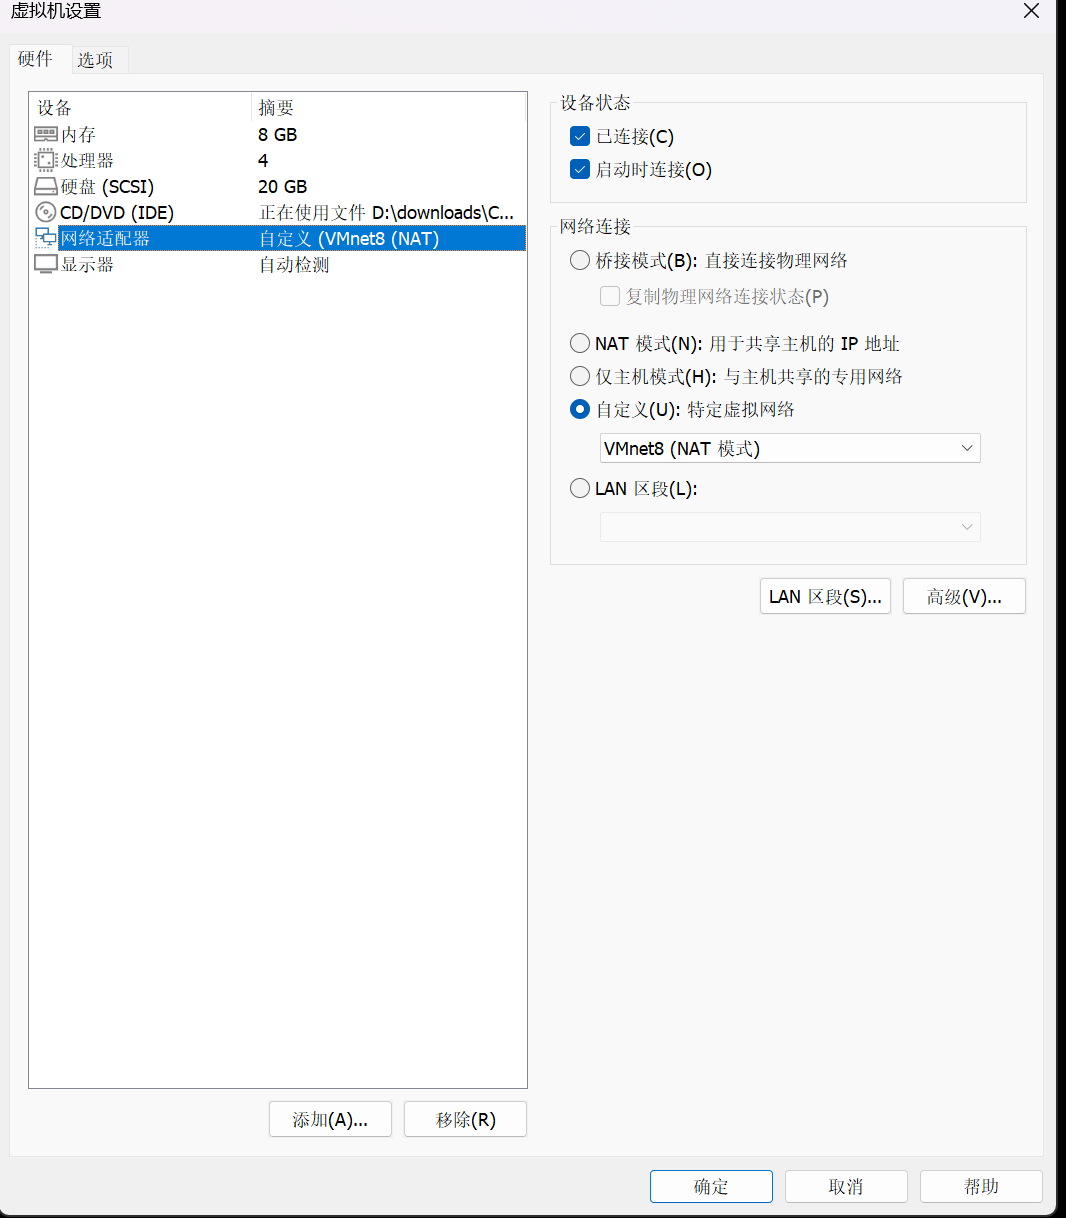 虚拟机设置
硬件 选项
设备 摘要
内存 8 GB
处理器 4
硬盘 (SCSI) 20 GB
CD/DVD (IDE) 正在使用文件 D:\downloads\C...
网络适配器 自定义 (VMnet8 (NAT)
显示器 自动检测
添加(A)... 移除(R)
设备状态
已连接(C)
启动时连接(O)
网络连接
桥接模式(B): 直接连接物理网络
复制物理网络连接状态(P)
NAT 模式(N): 用于共享主机的 IP 地址
仅主机模式(H): 与主机共享的专用网络
自定义(U): 特定虚拟网络
VMnet8 (NAT 模式)
LAN 区段(L):
LAN 区段(S)... 高级(V)...
确定 取消 帮助